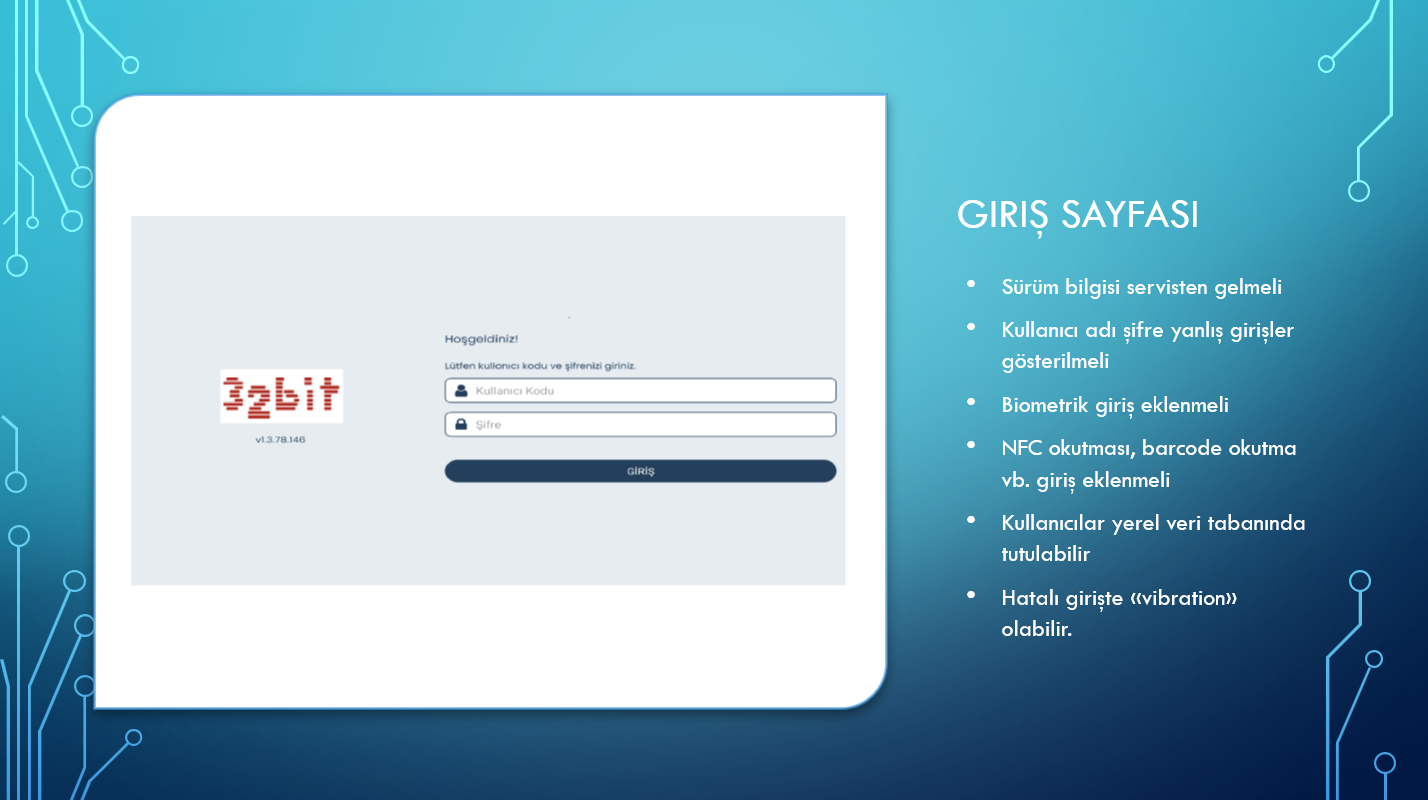 32bit
v1.3.78.146
Hoşgeldiniz!
Lütfen kullanıcı kodu ve şifrenizi giriniz.
Kullanıcı Kodu
Şifre
GİRİŞ
GIRIŞ SAYFASI
• Sürüm bilgisi servisten gelmeli
• Kullanıcı adı şifre yanlış girişler
gösterilmeli
• Biometrik giriş eklenmeli
• NFC okutması, barcode okutma
vb. giriş eklenmeli
• Kullanıcılar yerel veri tabanında
tutulabilir
• Hatalı girişte «vibration»
olabilir.